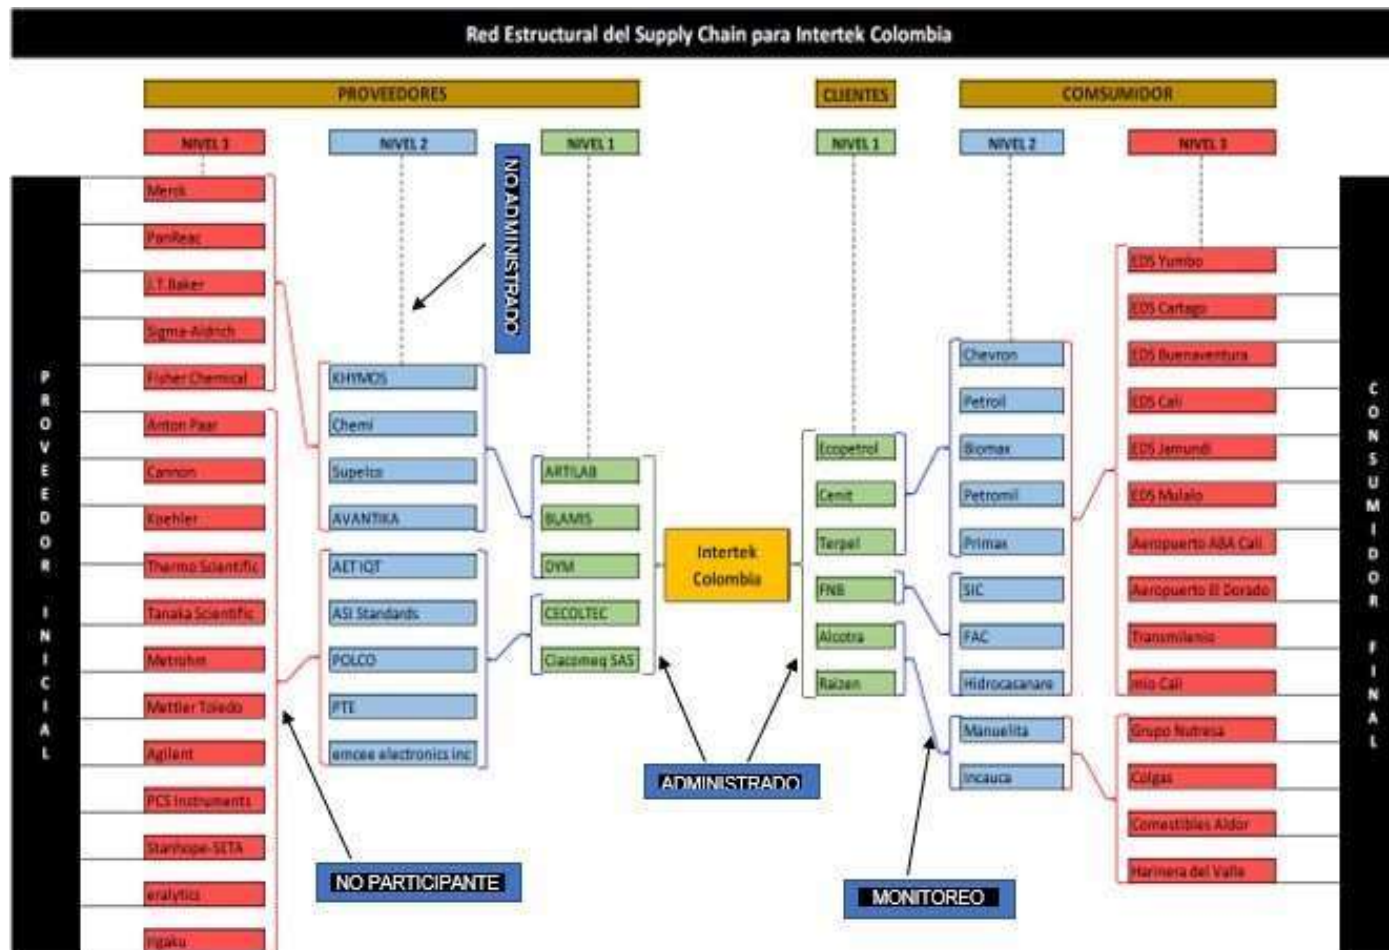 Red Estructural del Supply Chain para Intertek Colombia
PROVEEDORES
CLIENTES
COMSUMIDOR
NIVEL 3
NIVEL 2
NIVEL 1
NIVEL 1
NIVEL 2
NIVEL 3
PROVEEDOR INICIAL
Merck
PanReac
J.T.Baker
Sigma-Aldrich
Fisher Chemical
Anton Paar
Cannon
Koehler
Thermo Scientific
Tanaka Scientific
Metrohm
Mettler Toledo
Agilent
PCS Instruments
Stanhope-SETA
eralytics
rigaku
NO ADMINISTRADO
KHYMOS
Chemi
Supelco
AVANTIKA
AET IQT
ASI Standards
POLCO
PTE
emcee electronics inc
ARTILAB
BLAMIS
DYM
CECOLTEC
Ciacomeq SAS
Intertek
Colombia
Ecopetrol
Cenit
Terpel
FNB
Alcotra
Raizen
Chevron
Petroil
Biomax
Petromil
Primax
SIC
FAC
Hidrocasanare
Manuelita
Incauca
EDS Yumbo
EDS Cartago
EDS Buenaventura
EDS Cali
EDS Jamundi
EDS Mulalo
Aeropuerto ABA Cali
Aeropuerto El Dorado
Transmilenio
mio Cali
Grupo Nutresa
Colgas
Comestibles Aldor
Harinera del Valle
CONSUMIDOR FINAL
ADMINISTRADO
NO PARTICIPANTE
MONITOREO